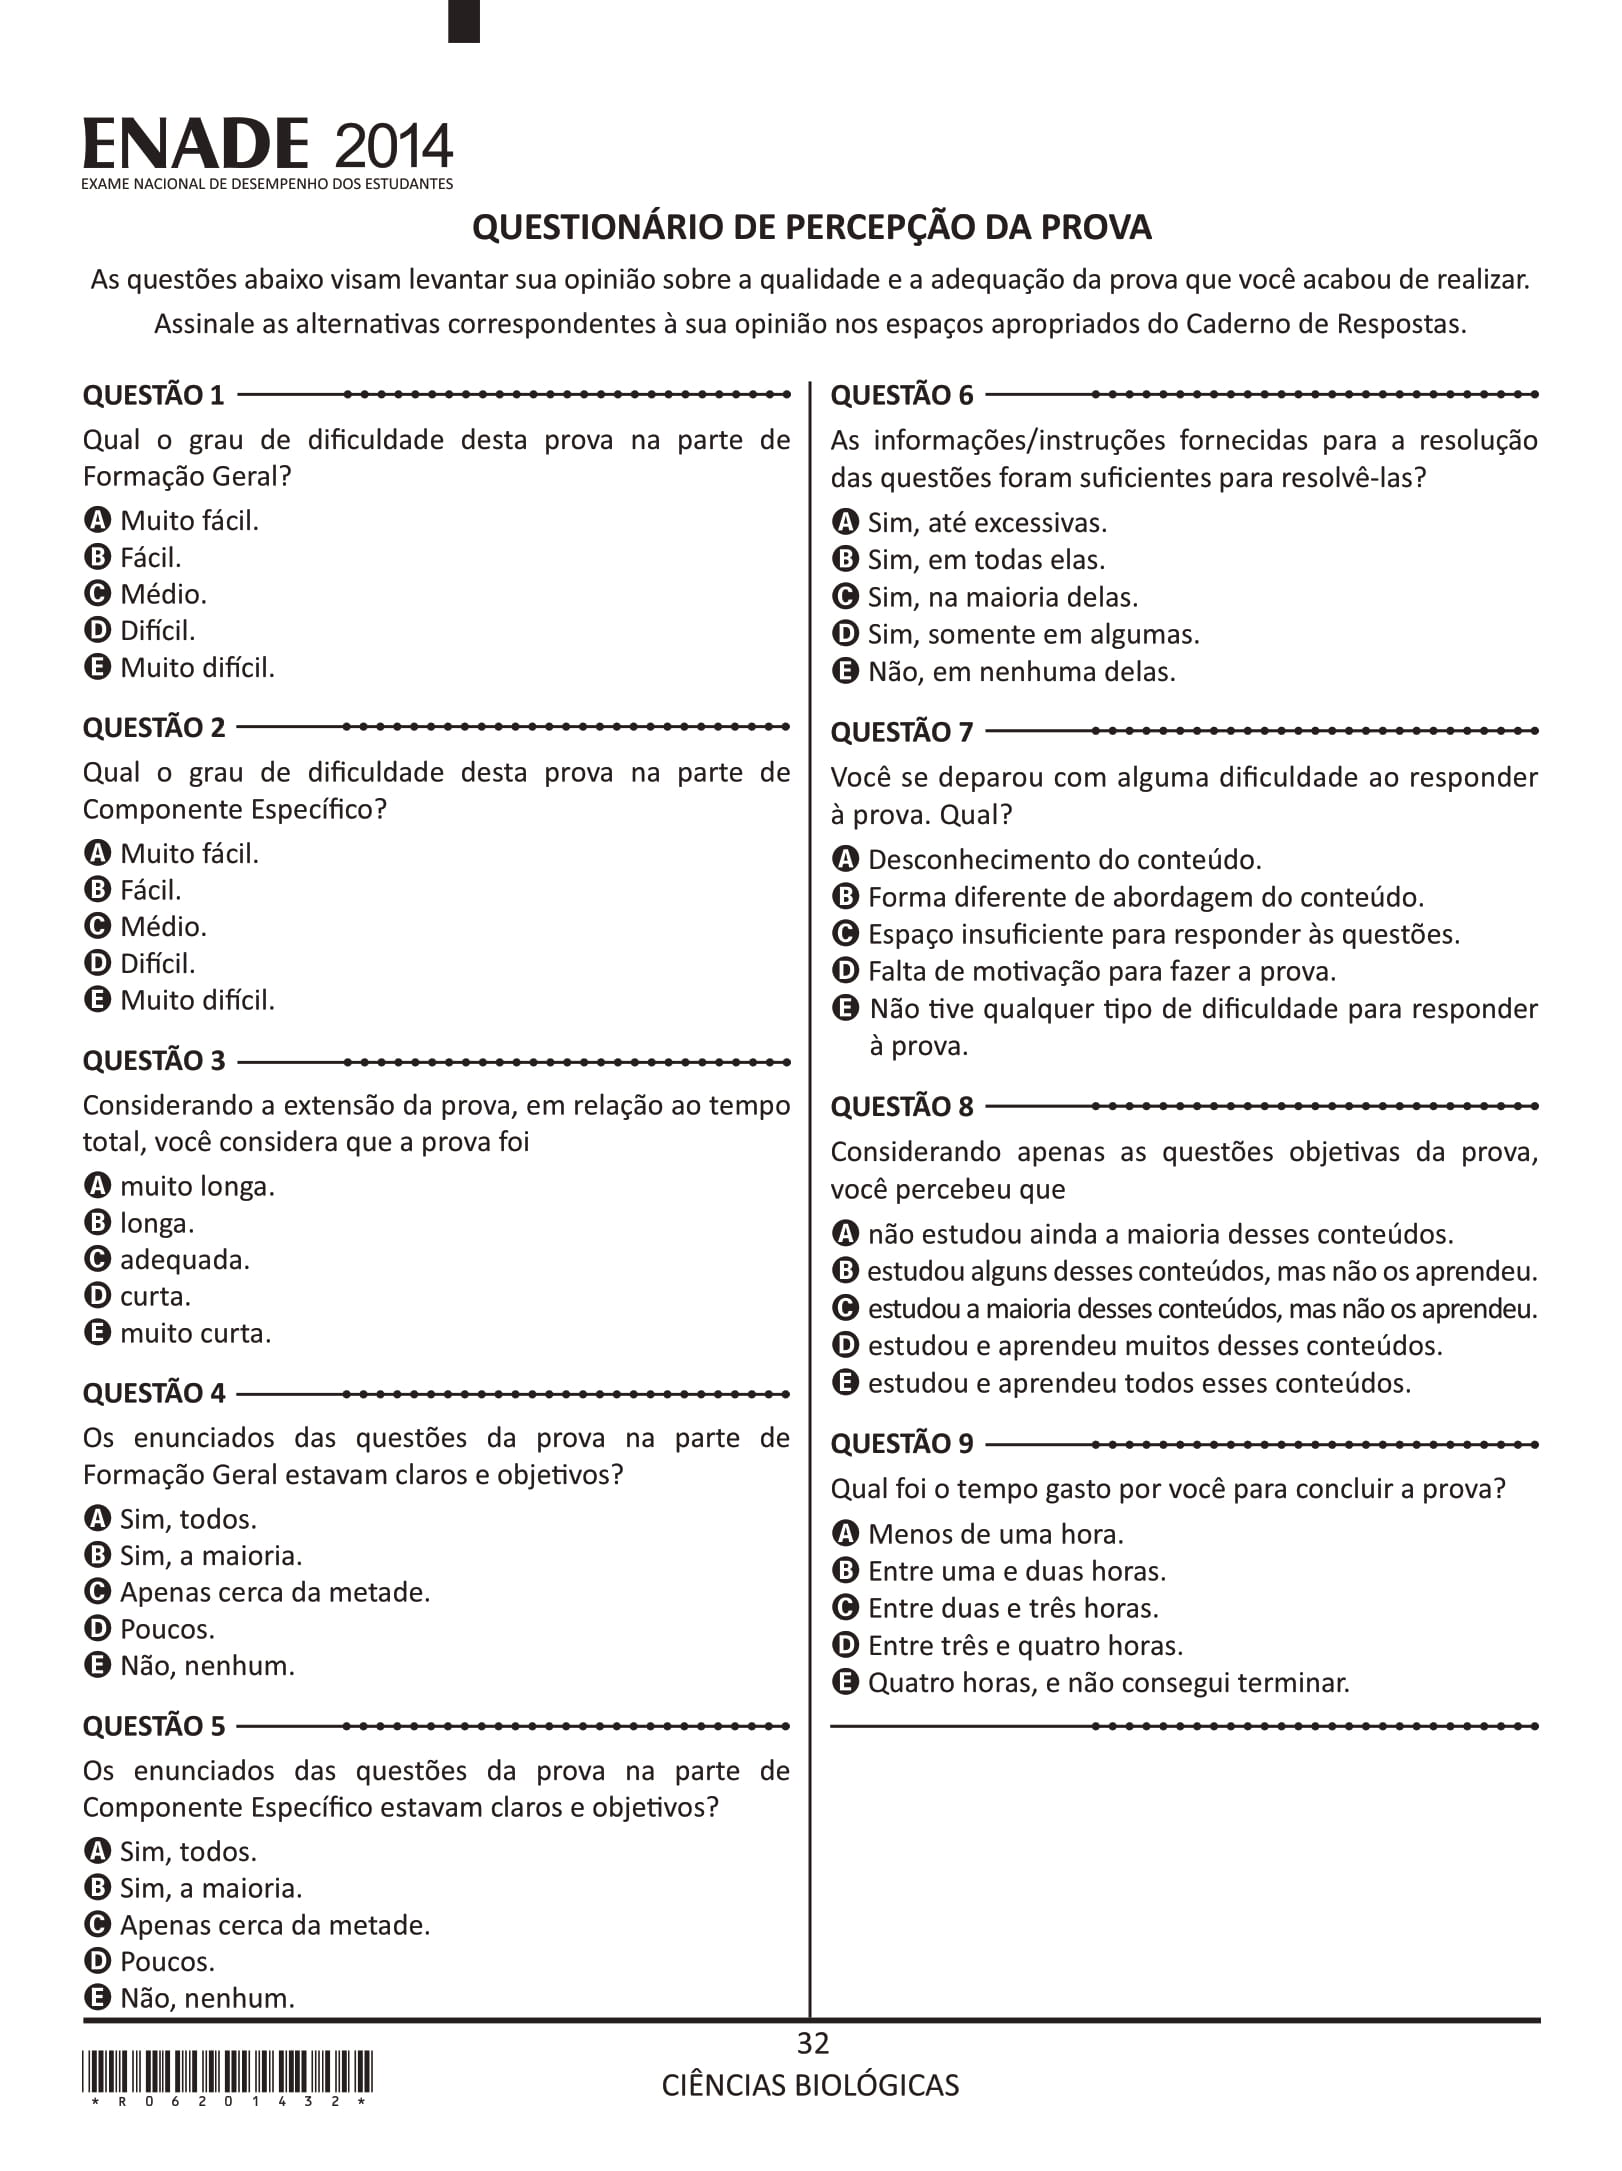 ENADE 2014
EXAME NACIONAL DE DESEMPENHO DOS ESTUDANTES
QUESTIONÁRIO DE PERCEPÇÃO DA PROVA
As questões abaixo visam levantar sua opinião sobre a qualidade e a adequação da prova que você acabou de realizar.
Assinale as alternativas correspondentes à sua opinião nos espaços apropriados do Caderno de Respostas.
QUESTÃO 1
Qual o grau de dificuldade desta prova na parte de
Formação Geral?
A Muito fácil.
B Fácil.
C Médio.
D Difícil.
E Muito difícil.
QUESTÃO 2
Qual o grau de dificuldade desta prova na parte de
Componente Específico?
A Muito fácil.
B Fácil.
C Médio.
D Difícil.
E Muito difícil.
QUESTÃO 3
Considerando a extensão da prova, em relação ao tempo
total, você considera que a prova foi
A muito longa.
B longa.
C adequada.
D curta.
E muito curta.
QUESTÃO 4
Os enunciados das questões da prova na parte de
Formação Geral estavam claros e objetivos?
A Sim, todos.
B Sim, a maioria.
C Apenas cerca da metade.
D Poucos.
E Não, nenhum.
QUESTÃO 5
Os enunciados das questões da prova na parte de
Componente Específico estavam claros e objetivos?
A Sim, todos.
B Sim, a maioria.
C Apenas cerca da metade.
D Poucos.
E Não, nenhum.
QUESTÃO 6
As informações/instruções fornecidas para a resolução
das questões foram suficientes para resolvê-las?
A Sim, até excessivas.
B Sim, em todas elas.
C Sim, na maioria delas.
D Sim, somente em algumas.
E Não, em nenhuma delas.
QUESTÃO 7
Você se deparou com alguma dificuldade ao responder
à prova. Qual?
A Desconhecimento do conteúdo.
B Forma diferente de abordagem do conteúdo.
C Espaço insuficiente para responder às questões.
D Falta de motivação para fazer a prova.
E Não tive qualquer tipo de dificuldade para responder
à prova.
QUESTÃO 8
Considerando apenas as questões objetivas da prova,
você percebeu que
A não estudou ainda a maioria desses conteúdos.
B estudou alguns desses conteúdos, mas não os aprendeu.
C estudou a maioria desses conteúdos, mas não os aprendeu.
D estudou e aprendeu muitos desses conteúdos.
E estudou e aprendeu todos esses conteúdos.
QUESTÃO 9
Qual foi o tempo gasto por você para concluir a prova?
A Menos de uma hora.
B Entre uma e duas horas.
C Entre duas e três horas.
D Entre três e quatro horas.
E Quatro horas, e não consegui terminar.
32
CIÊNCIAS BIOLÓGICAS
* R 0 6 2 0 1 4 3 2 *